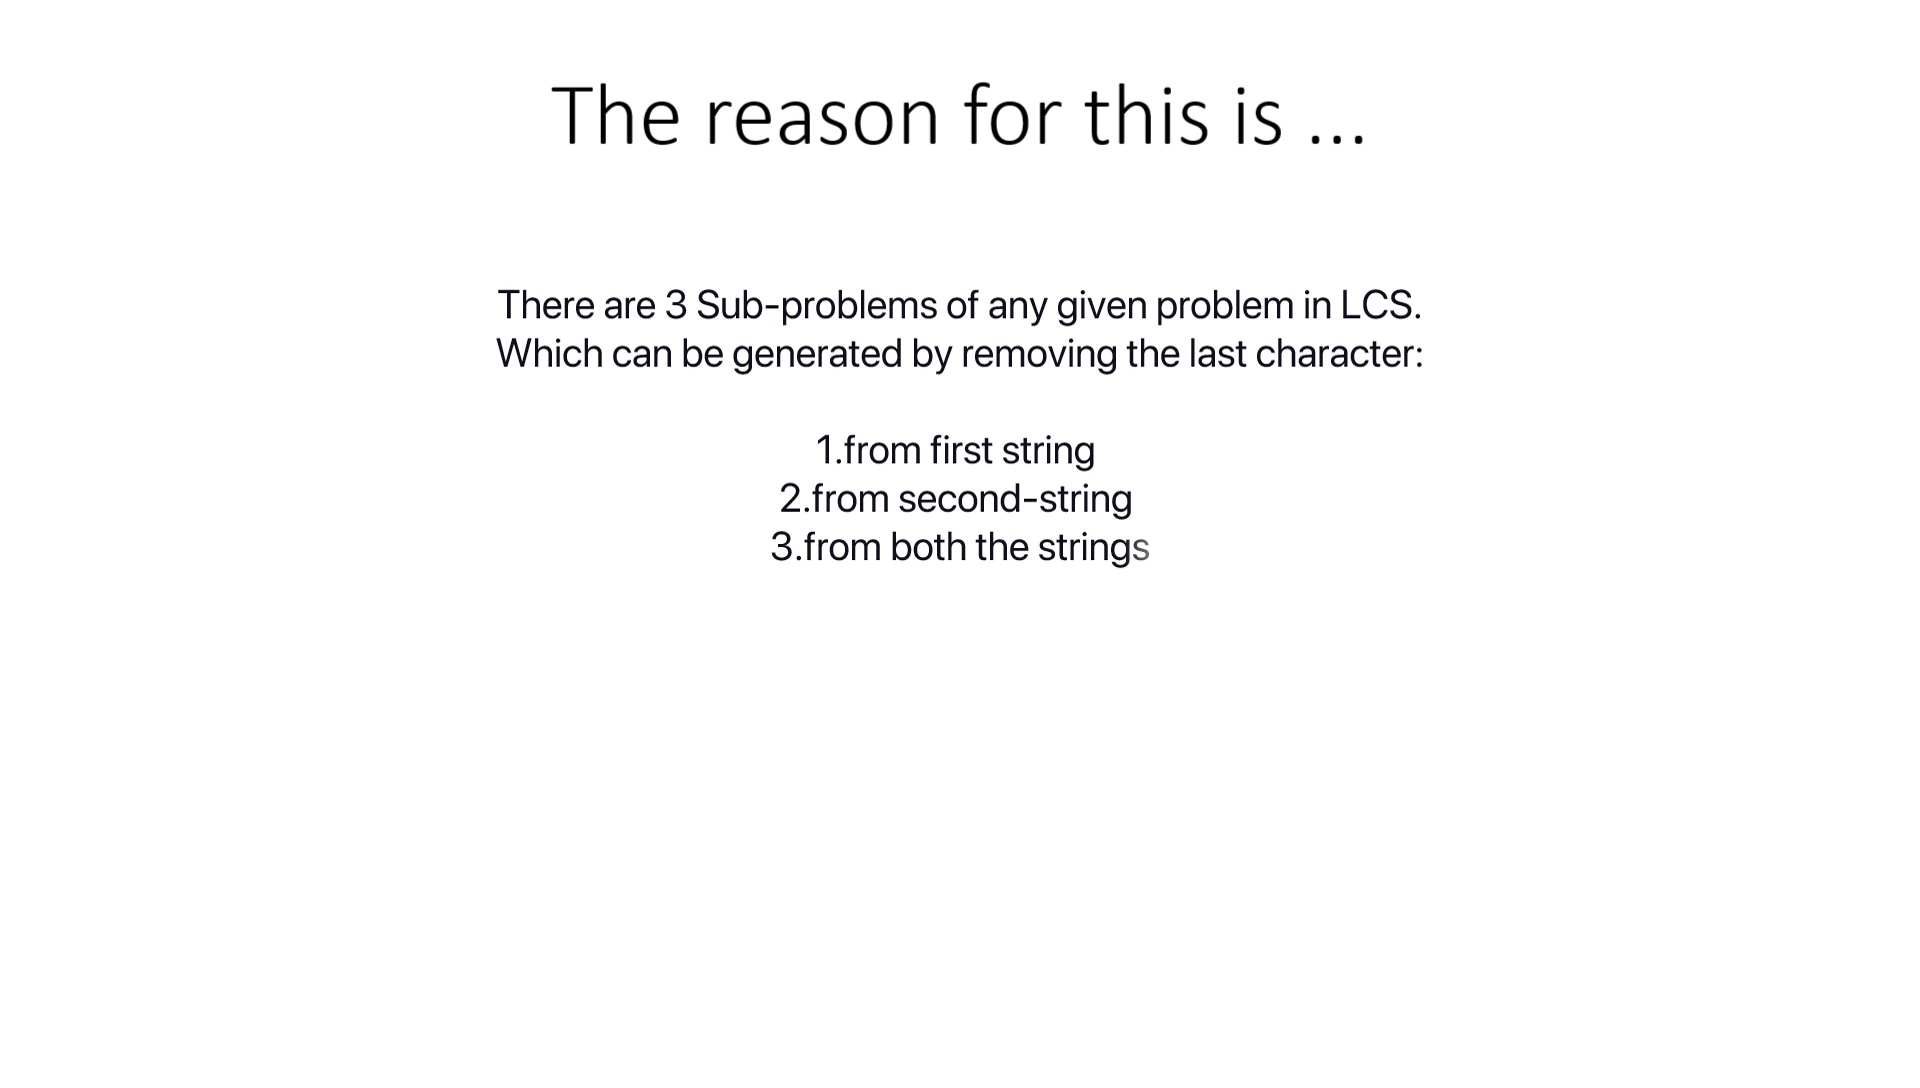 The reason for this is ...
There are 3 Sub-problems of any given problem in LCS.
Which can be generated by removing the last character:
1.from first string
2.from second-string
3.from both the strings